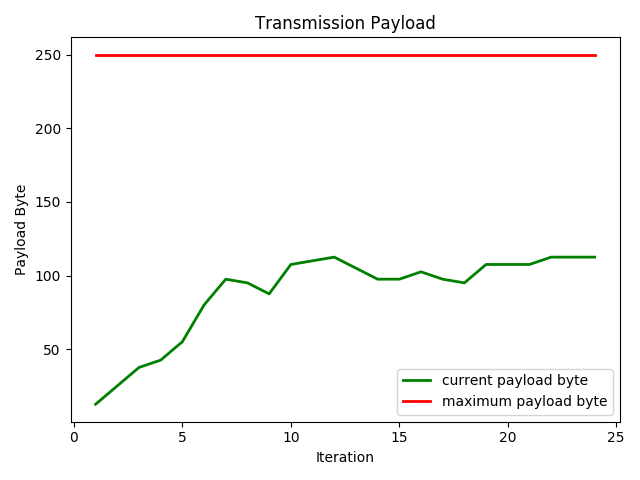 Transmission Payload
Payload Byte
250
200
150
100
50
0
5
10
15
20
25
Iteration
current payload byte
maximum payload byte